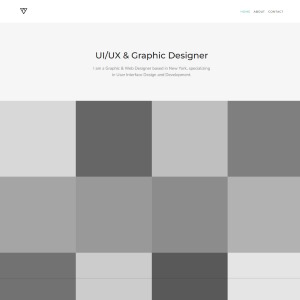 HOME ABOUT CONTACT
UI/UX & Graphic Designer
I am a Graphic & Web Designer based in New York, specializing
in User Interface Design and Development.